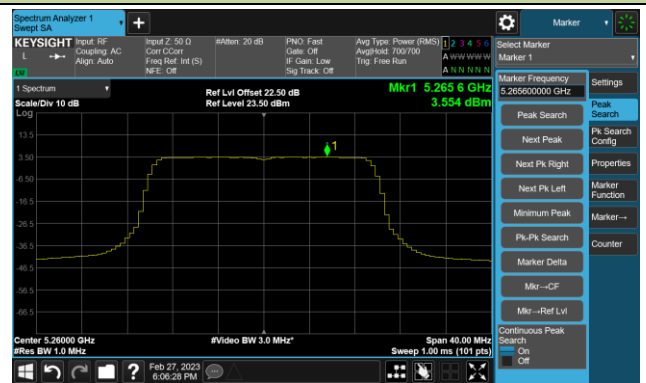 Spectrum Analyzer 1
Swept SA
Marker
KEYSIGHT
L
Input: RF
Coupling: AC
Align: Auto
Input Z: 50 Ω
Corr CCorr
Freq Ref: Int (S)
NFE: Off
#Atten: 20 dB
PNO: Fast
Gate: Off
IF Gain: Low
Sig Track: Off
Avg Type: Power (RMS)
Avg|Hold: 700/700
Trig: Free Run
1 2 3 4 5 6
A W W W W W
A N N N N N
Select Marker
Marker 1
1 Spectrum
Scale/Div 10 dB
Log
Ref Lvl Offset 22.50 dB
Ref Level 23.50 dBm
Mkr1 5.265 6 GHz
3.554 dBm
13.5
3.50
-6.50
-16.5
-26.5
-36.5
-46.5
-56.5
-66.5
1
Center 5.26000 GHz
#Res BW 1.0 MHz
#Video BW 3.0 MHz*
Span 40.00 MHz
Sweep 1.00 ms (101 pts)
Marker Frequency
5.265600000 GHz
Peak Search
Next Peak
Next Pk Right
Next Pk Left
Minimum Peak
Pk-Pk Search
Marker Delta
Mkr→CF
Mkr→Ref Lvl
Continuous Peak
Search
On
Off
Settings
Peak
Search
Pk Search
Config
Properties
Marker
Function
Marker→
Counter
?
Feb 27, 2023
6:06:28 PM